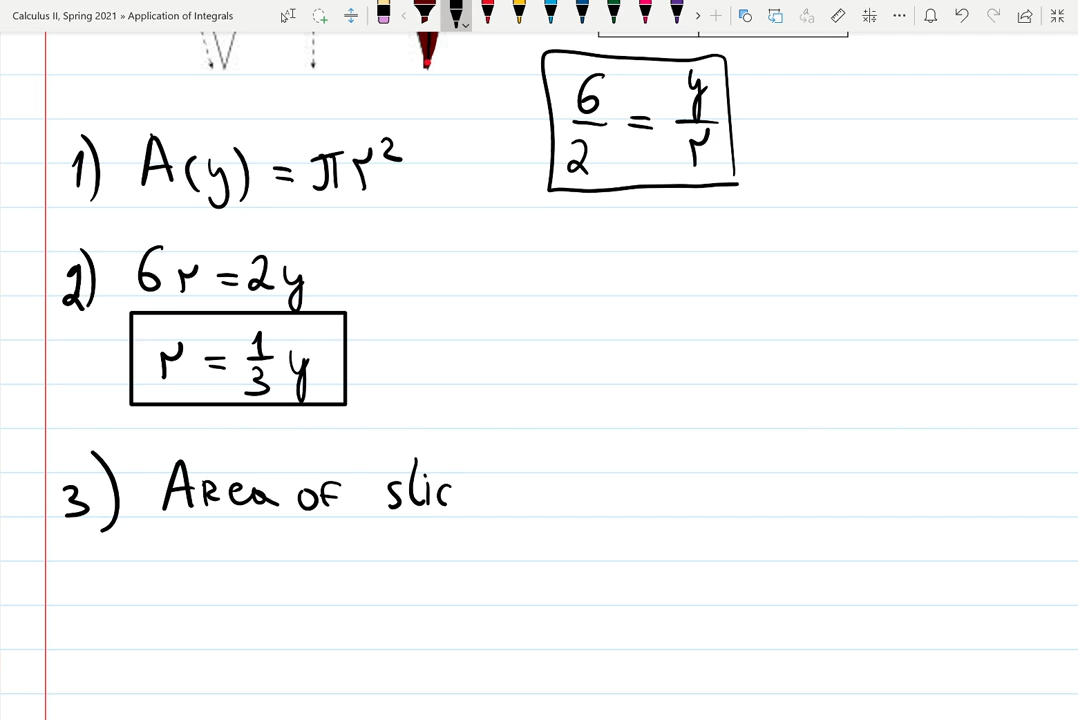 Calculus II, Spring 2021 » Application of Integrals
6/2 = y/r
1) A(y) = πr²
2) 6r = 2y
r = 1/3 y
3) Area of slic